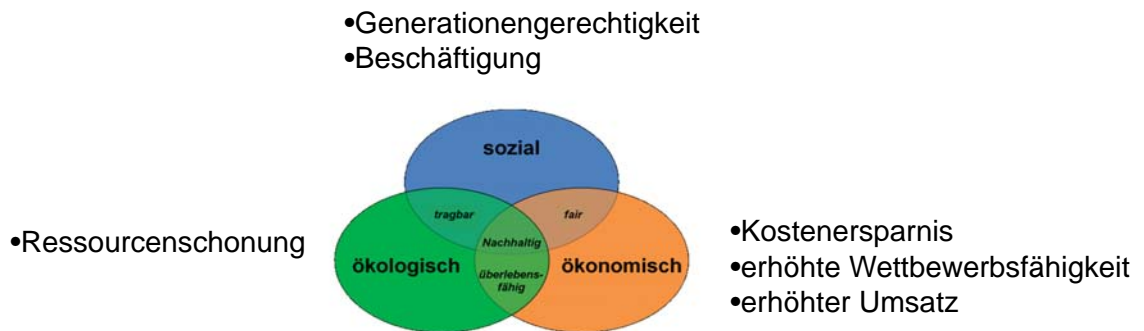 •Generationengerechtigkeit
•Beschäftigung
sozial
tragbar
fair
•Ressourcenschonung
Nachhaltig
ökologisch
ökonomisch
überlebens-
fähig
•Kostenersparnis
•erhöhte Wettbewerbsfähigkeit
•erhöhter Umsatz